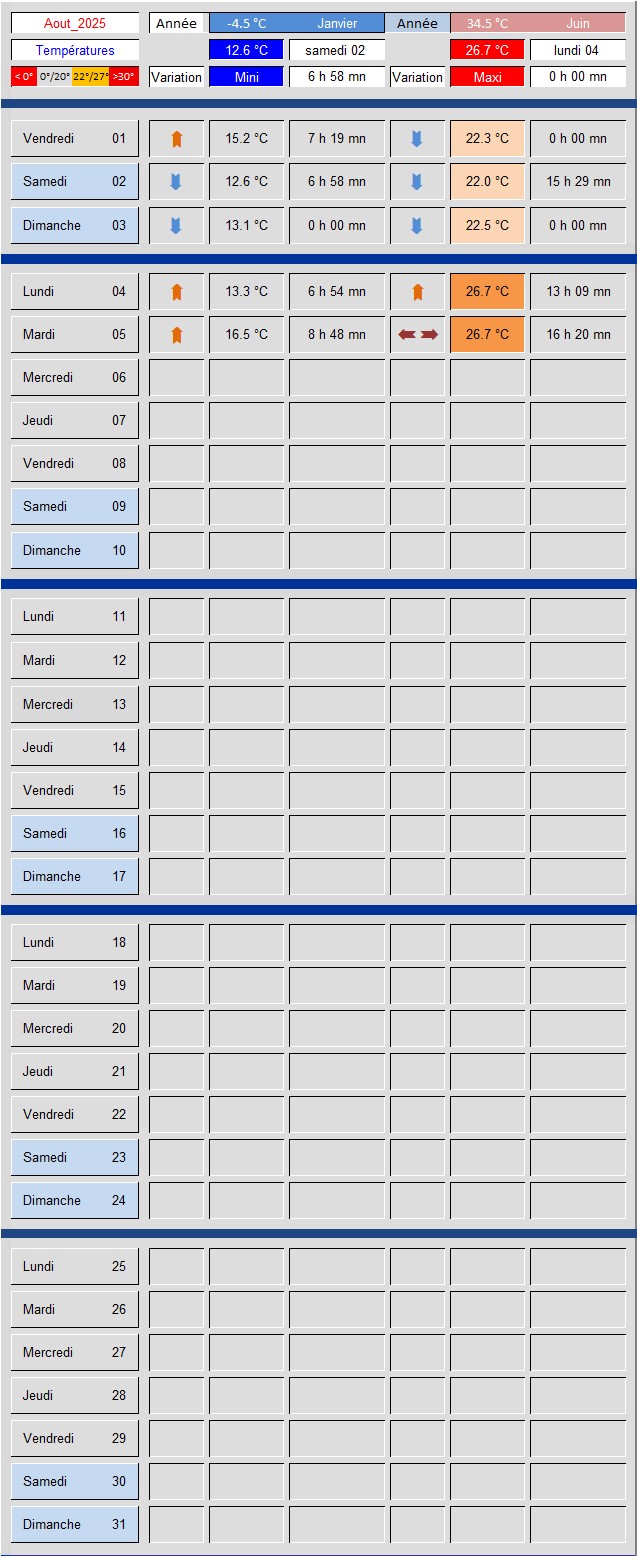 Aout_2025 Année -4.5 °C Janvier Année 34.5 °C Juin
Températures 12.6 °C samedi 02 26.7 °C lundi 04
< 0° 0°/20° 22°/27° >30° Variation Mini 6 h 58 mn Variation Maxi 0 h 00 mn
Vendredi 01 15.2 °C 7 h 19 mn 22.3 °C 0 h 00 mn
Samedi 02 12.6 °C 6 h 58 mn 22.0 °C 15 h 29 mn
Dimanche 03 13.1 °C 0 h 00 mn 22.5 °C 0 h 00 mn
Lundi 04 13.3 °C 6 h 54 mn 26.7 °C 13 h 09 mn
Mardi 05 16.5 °C 8 h 48 mn 26.7 °C 16 h 20 mn
Mercredi 06
Jeudi 07
Vendredi 08
Samedi 09
Dimanche 10
Lundi 11
Mardi 12
Mercredi 13
Jeudi 14
Vendredi 15
Samedi 16
Dimanche 17
Lundi 18
Mardi 19
Mercredi 20
Jeudi 21
Vendredi 22
Samedi 23
Dimanche 24
Lundi 25
Mardi 26
Mercredi 27
Jeudi 28
Vendredi 29
Samedi 30
Dimanche 31